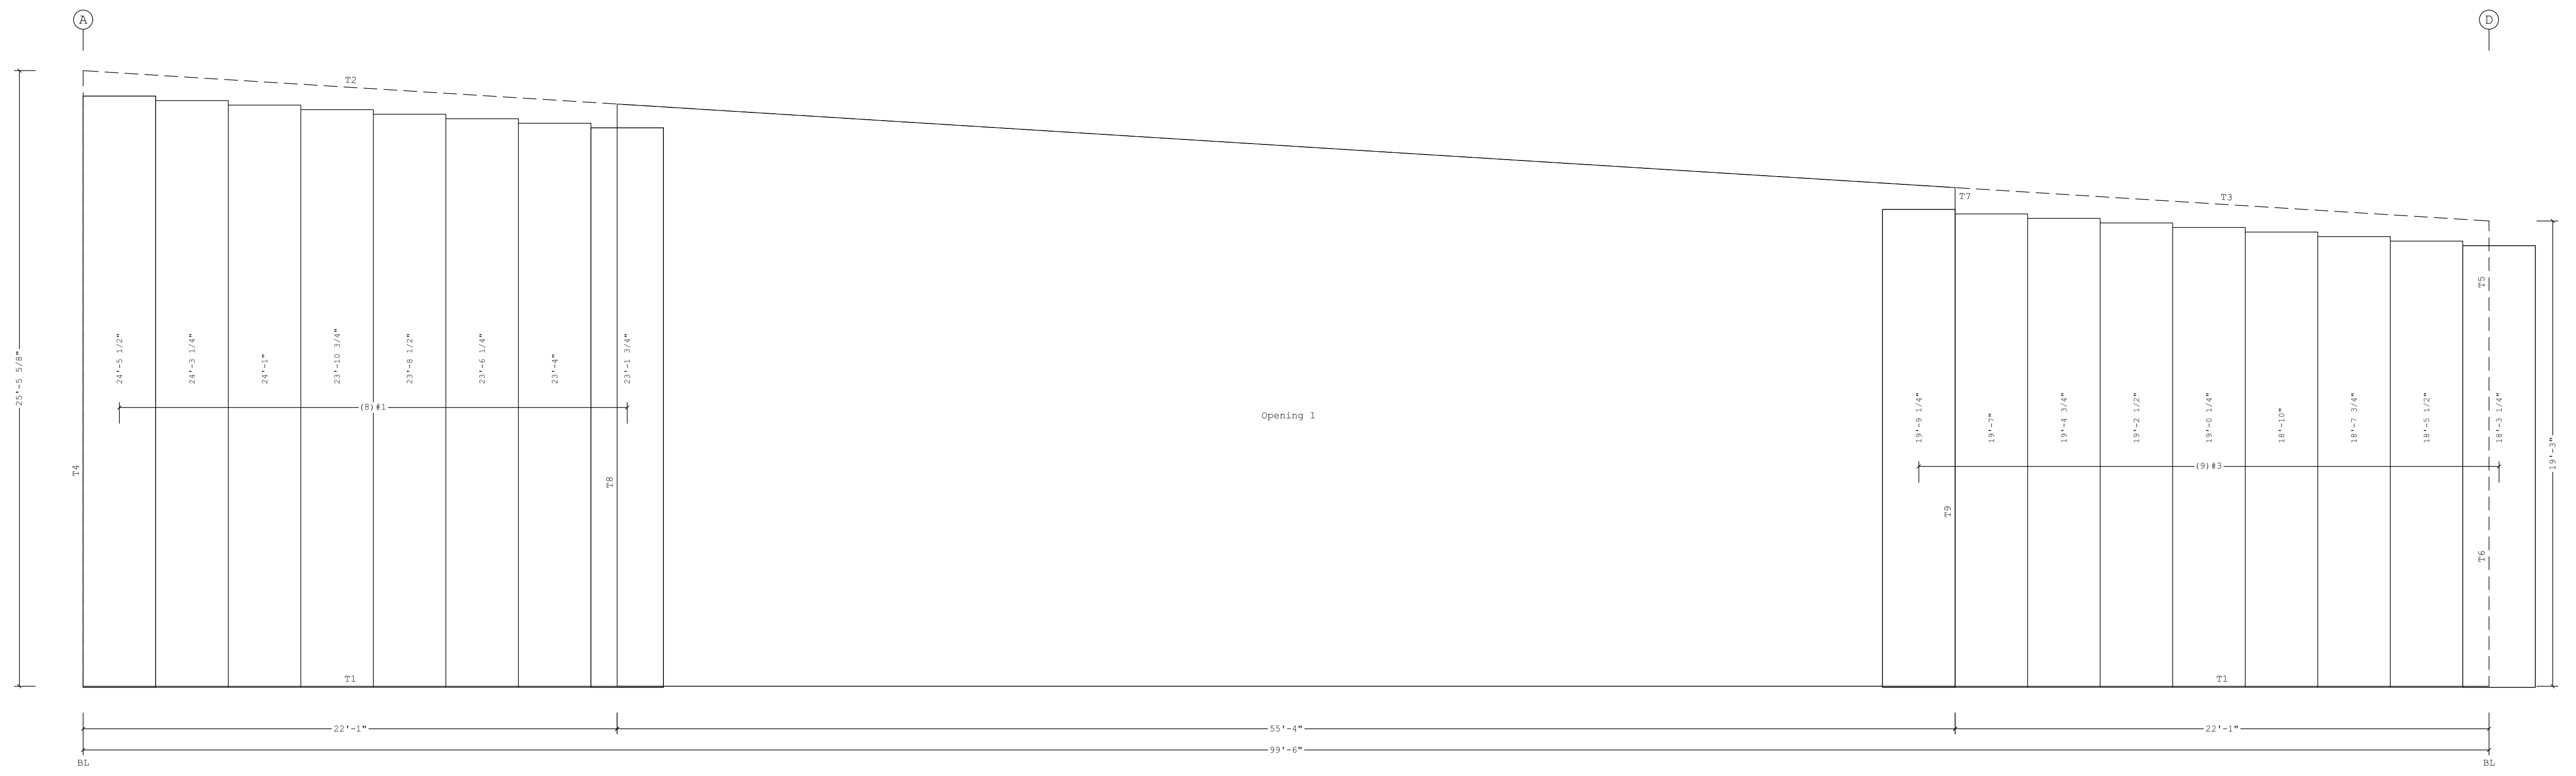 A
D
T2
T3
T7
T5
25'-5 5/8"
24'-5 1/2"
24'-3 1/4"
24'-1"
23'-10 3/4"
23'-8 1/2"
23'-6 1/4"
23'-4"
23'-1 3/4"
(8)#1
Opening 1
19'-9 1/4"
19'-7"
19'-4 3/4"
19'-2 1/2"
19'-0 1/4"
18'-10"
18'-7 3/4"
18'-5 1/2"
18'-3 1/4"
19'-3"
(9)#3
T4
T8
T9
T6
T1
T1
22'-1"
55'-4"
22'-1"
99'-6"
BL
BL